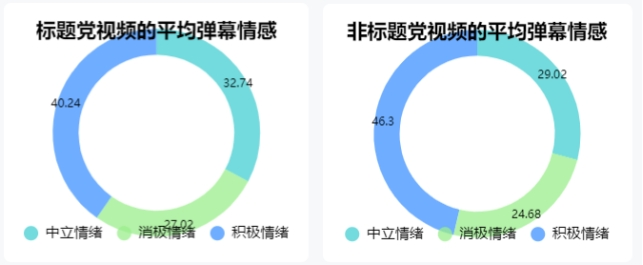 标题党视频的平均弹幕情感
32.74
40.24
27.02
中立情绪 消极情绪 积极情绪
非标题党视频的平均弹幕情感
29.02
46.3
24.68
中立情绪 消极情绪 积极情绪